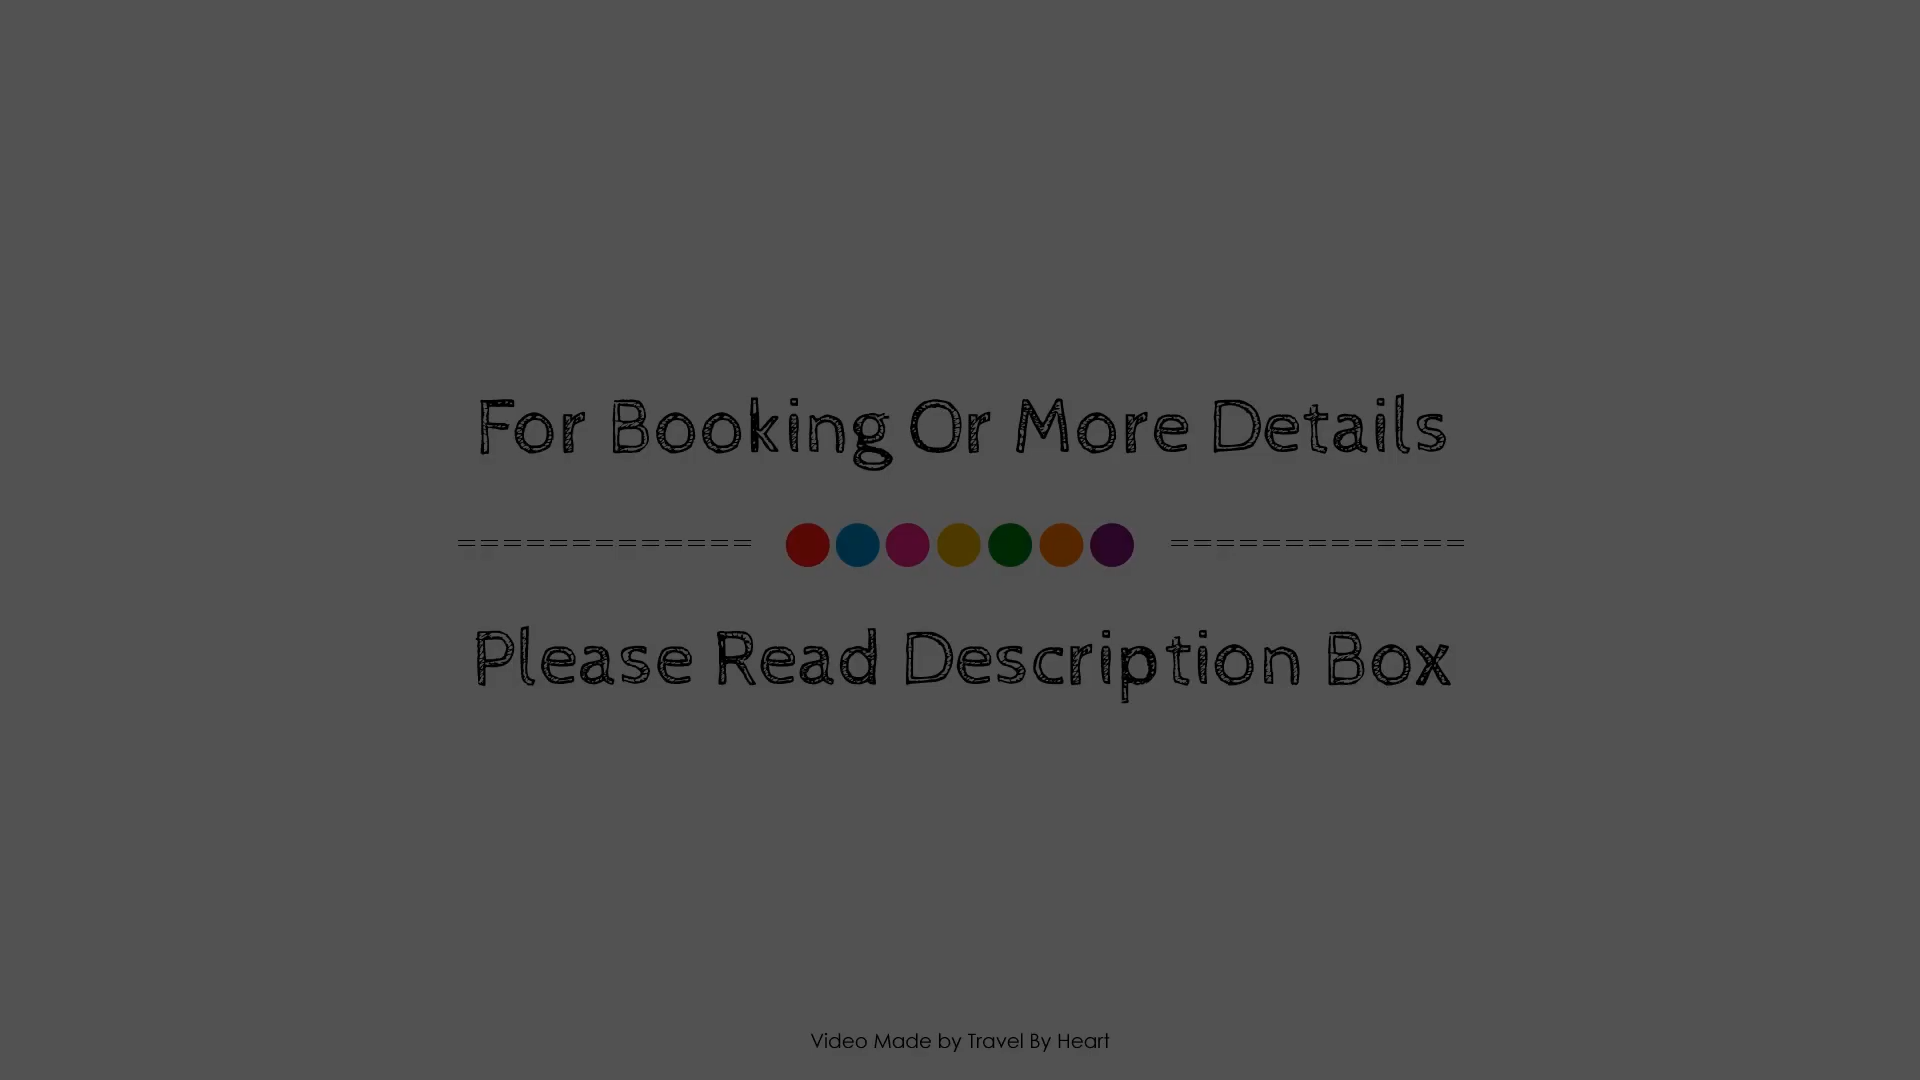 For Booking Or More Details
============= =============
Please Read Description Box
Video Made by Travel By Heart